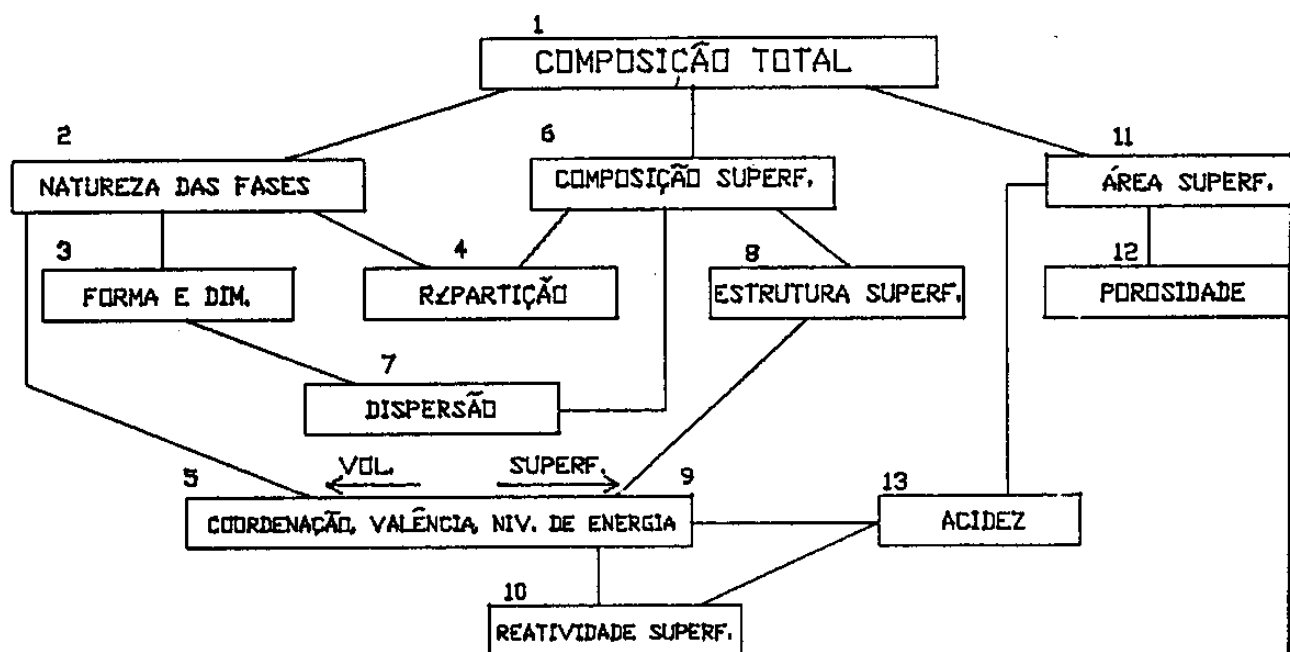 1
COMPOSIÇÃO TOTAL
2
NATUREZA DAS FASES
6
COMPOSIÇÃO SUPERF.
11
ÁREA SUPERF.
3
FORMA E DIM.
4
REPARTIÇÃO
8
ESTRUTURA SUPERF.
12
POROSIDADE
7
DISPERSÃO
5
VOL.
SUPERF.
9
COORDENAÇÃO, VALÊNCIA, NIV. DE ENERGIA
13
ACIDEZ
10
REATIVIDADE SUPERF.